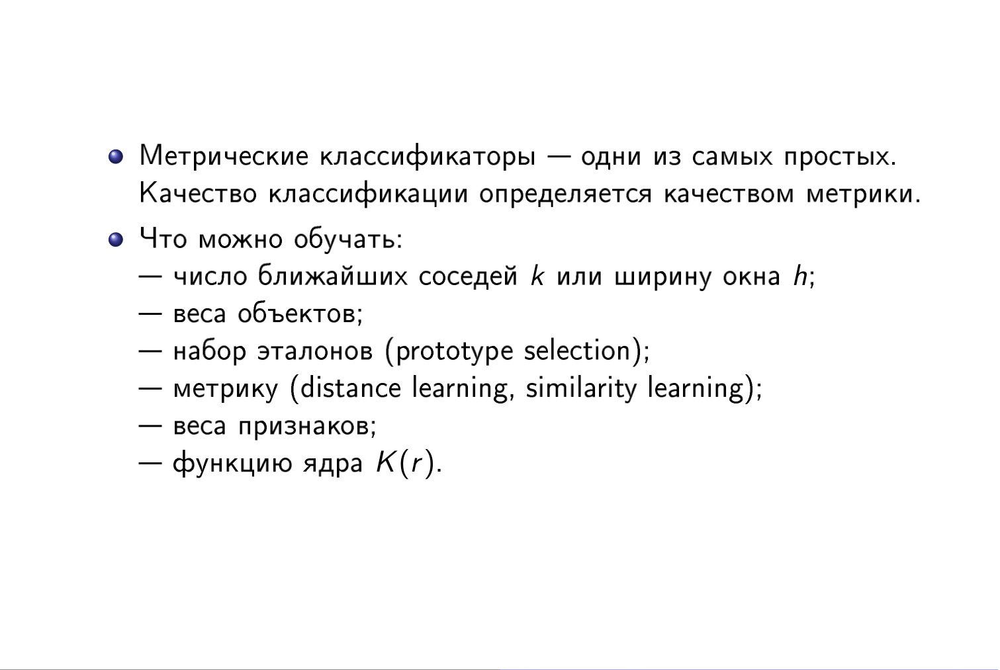 Метрические классификаторы — одни из самых простых.
Качество классификации определяется качеством метрики.
Что можно обучать:
— число ближайших соседей k или ширину окна h;
— веса объектов;
— набор эталонов (prototype selection);
— метрику (distance learning, similarity learning);
— веса признаков;
— функцию ядра K(r).